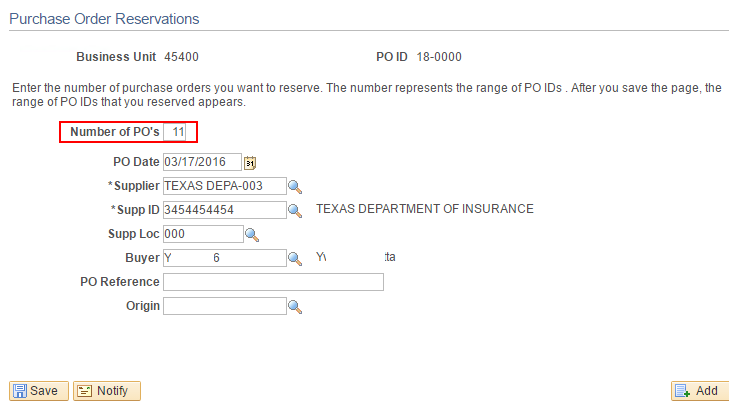 Purchase Order Reservations
Business Unit 45400 PO ID 18-0000
Enter the number of purchase orders you want to reserve. The number represents the range of PO IDs . After you save the page, the
range of PO IDs that you reserved appears.
Number of PO's 11
PO Date 03/17/2016 31
*Supplier TEXAS DEPA-003
*Supp ID 3454454454 TEXAS DEPARTMENT OF INSURANCE
Supp Loc 000
Buyer Y 6 Y\ tta
PO Reference
Origin
Save Notify Add